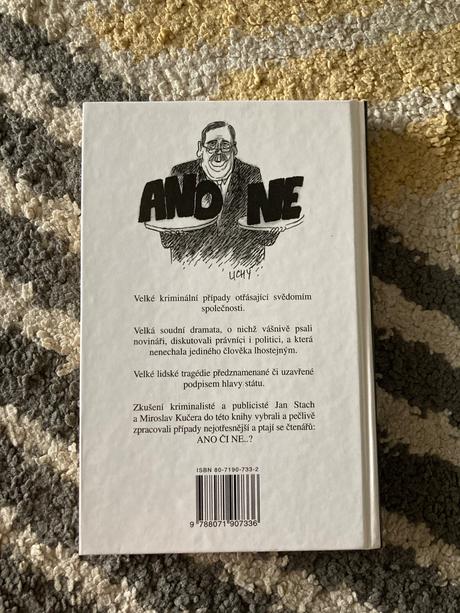 ANO NE
UCHY.
Velké kriminální případy otřásající svědomím
společnosti.
Velká soudní dramata, o nichž vášnivě psali
novináři, diskutovali právníci i politici, a která
nenechala jediného člověka lhostejným.
Velké lidské tragédie předznamenané či uzavřené
podpisem hlavy státu.
Zkušení kriminalisté a publicisté Jan Stach
a Miroslav Kučera do této knihy vybrali a pečlivě
zpracovali případy nejotřesnější a ptají se čtenářů:
ANO ČI NE..?
ISBN 80-7190-733-2
9 788071 907336